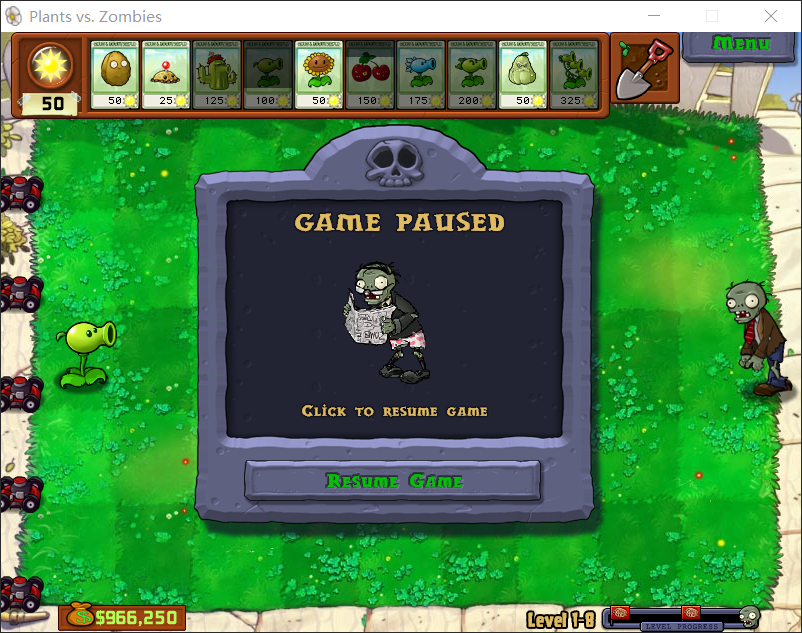 Plants vs. Zombies
50
50
25
125
100
50
150
175
200
50
325
Menu
GAME PAUSED
CLICK TO RESUME GAME
RESUME GAME
$966,250
Level 1-8
LEVEL PROGRESS